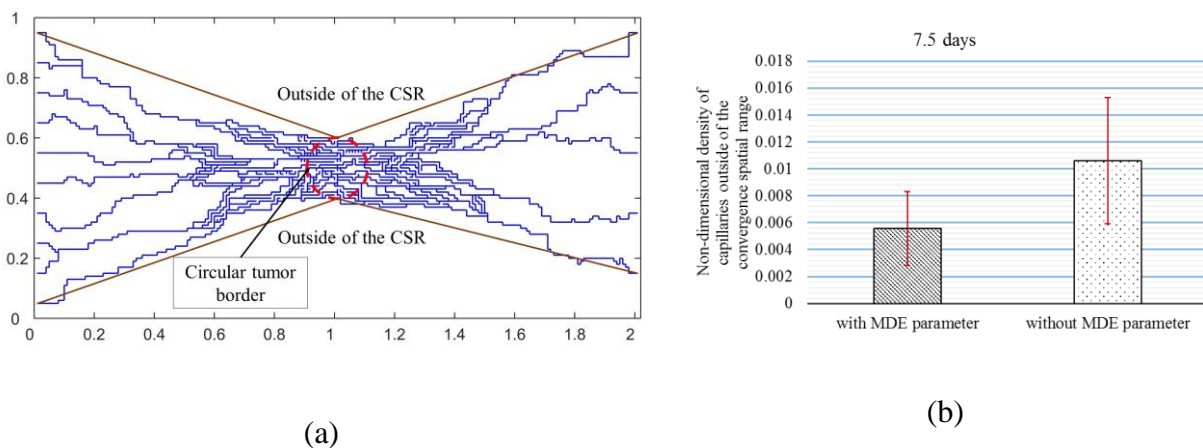 1
0.8
0.6
0.4
0.2
0
0
0.2
0.4
0.6
0.8
1.0
1.2
1.4
1.6
1.8
2
Outside of the CSR
Outside of the CSR
Circular tumor
border
(a)
7.5 days
Non-dimensional density of
capillaries outside of the
convergence spatial range
0.018
0.016
0.014
0.012
0.01
0.008
0.006
0.004
0.002
0
with MDE parameter
without MDE parameter
(b)